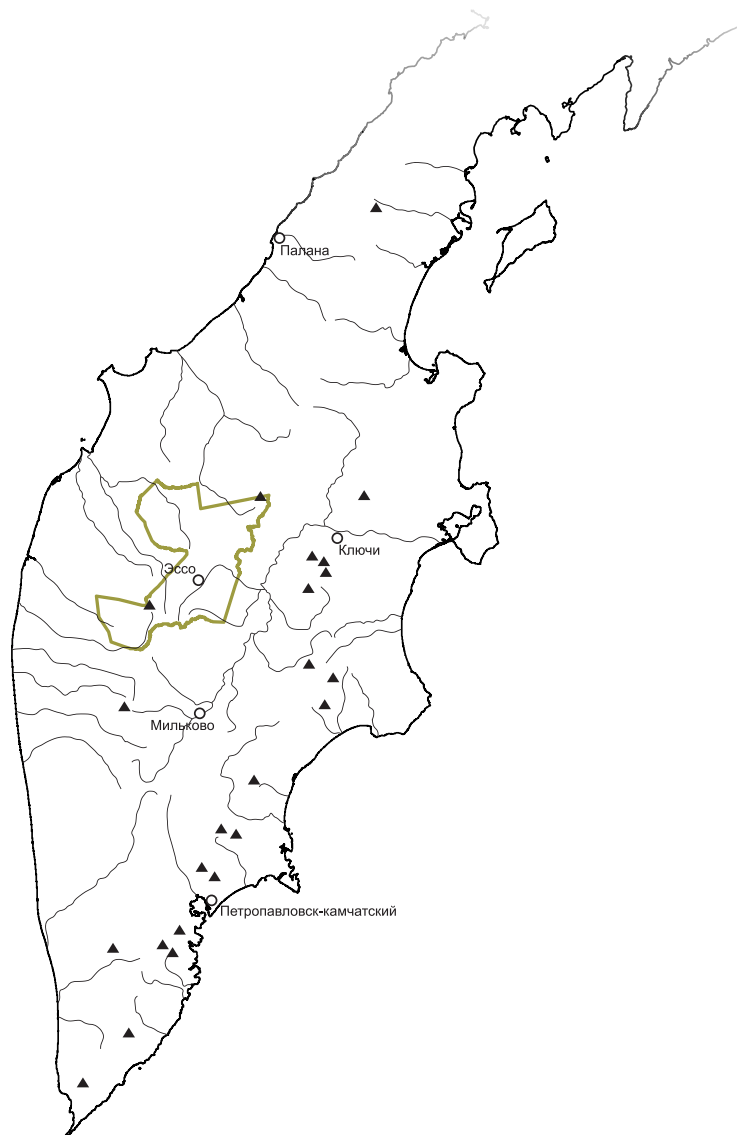 Палана
Ключи
Эссо
Мильково
Петропавловск-камчатский